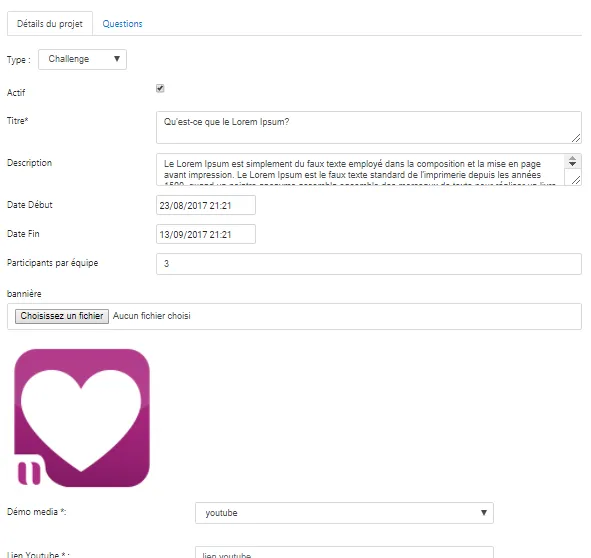 Détails du projet
Questions
Type :
Challenge
Actif
Titre*
Qu'est-ce que le Lorem Ipsum?
Description
Le Lorem Ipsum est simplement du faux texte employé dans la composition et la mise en page
avant impression. Le Lorem Ipsum est le faux texte standard de l'imprimerie depuis les années
Date Début
23/08/2017 21:21
Date Fin
13/09/2017 21:21
Participants par équipe
3
bannière
Choisissez un fichier Aucun fichier choisi
Démo media *:
youtube
Lien Youtube * :
lien youtube